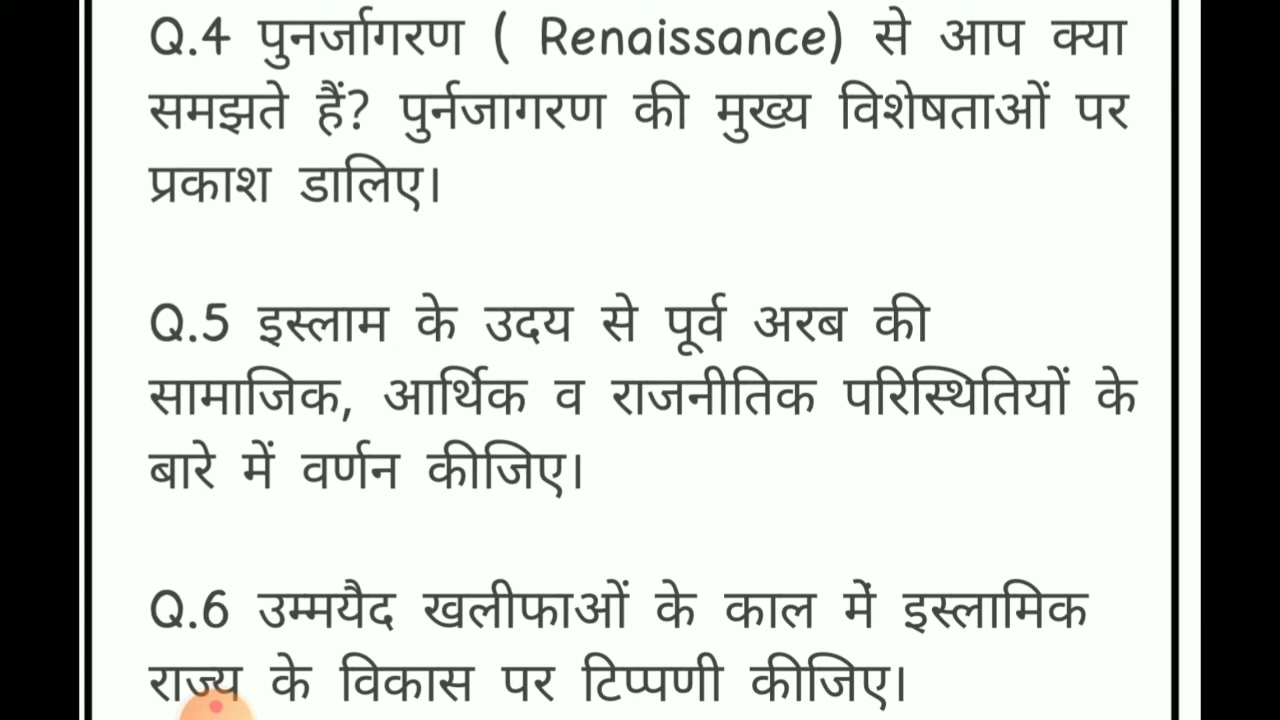 Q.4 पुनर्जागरण ( Renaissance) से आप क्या
समझते हैं? पुर्नजागरण की मुख्य विशेषताओं पर
प्रकाश डालिए।
Q.5 इस्लाम के उदय से पूर्व अरब की
सामाजिक, आर्थिक व राजनीतिक परिस्थितियों के
बारे में वर्णन कीजिए।
Q.6 उम्मयैद खलीफाओं के काल में इस्लामिक
राज्य के विकास पर टिप्पणी कीजिए।